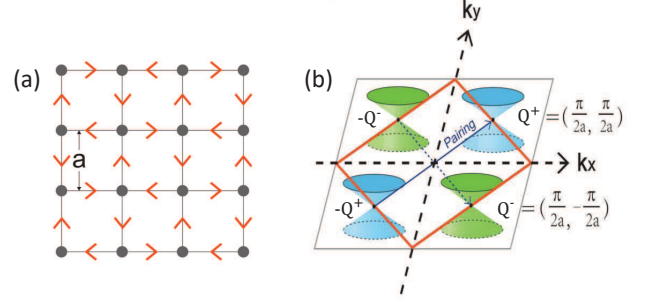 (a)
a
(b)
ky
-Q⁻
Q⁺ = (π/2a, π/2a)
Pairing
kx
-Q⁺
Q⁻ = (π/2a, -π/2a)